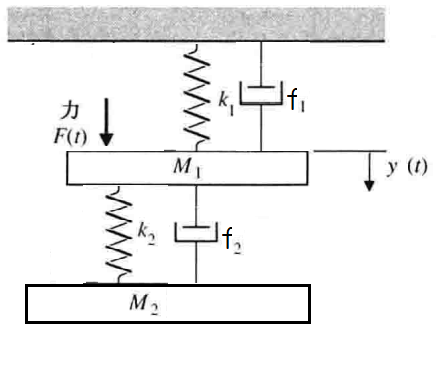 力
F(t)
k₁
f₁
M₁
y (t)
k₂
f₂
M₂